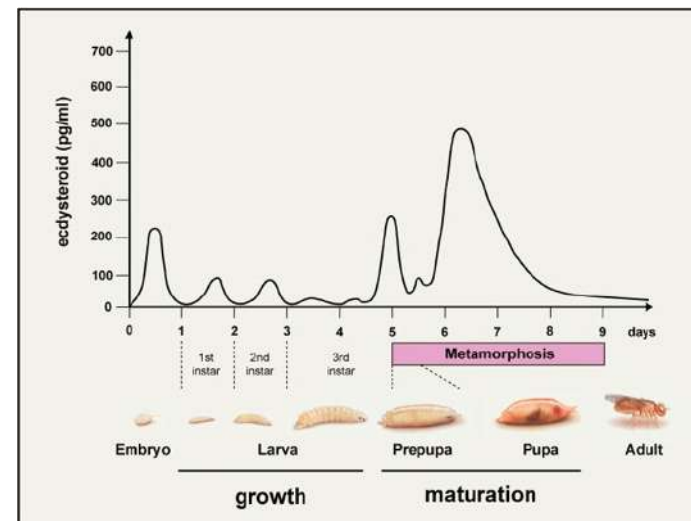 ecdysteroid (pg/ml)
700
600
500
400
300
200
100
0
0 1 2 3 4 5 6 7 8 9 days
1st instar
2nd instar
3rd instar
Metamorphosis
Embryo Larva Prepupa Pupa Adult
growth maturation